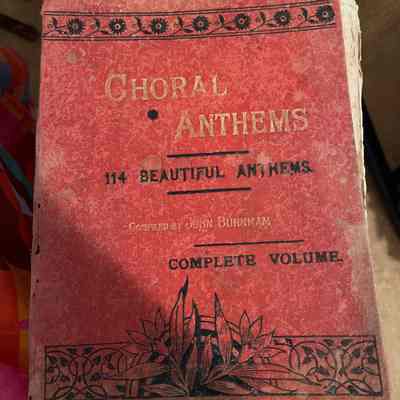 CHORAL
ANTHEMS
114 BEAUTIFUL ANTHEMS.
COMPILED BY JOHN BURNHAM
COMPLETE VOLUME.